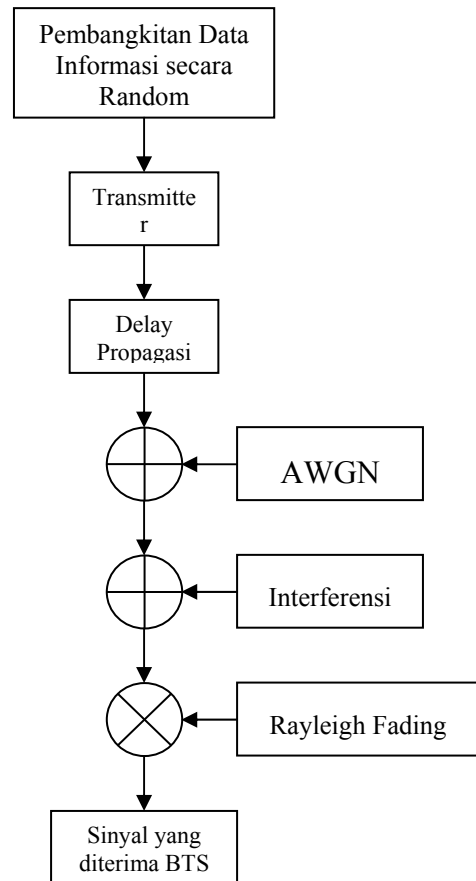 Pembangkitan Data
Informasi secara
Random
Transmitte
r
Delay
Propagasi
AWGN
Interferensi
Rayleigh Fading
Sinyal yang
diterima BTS